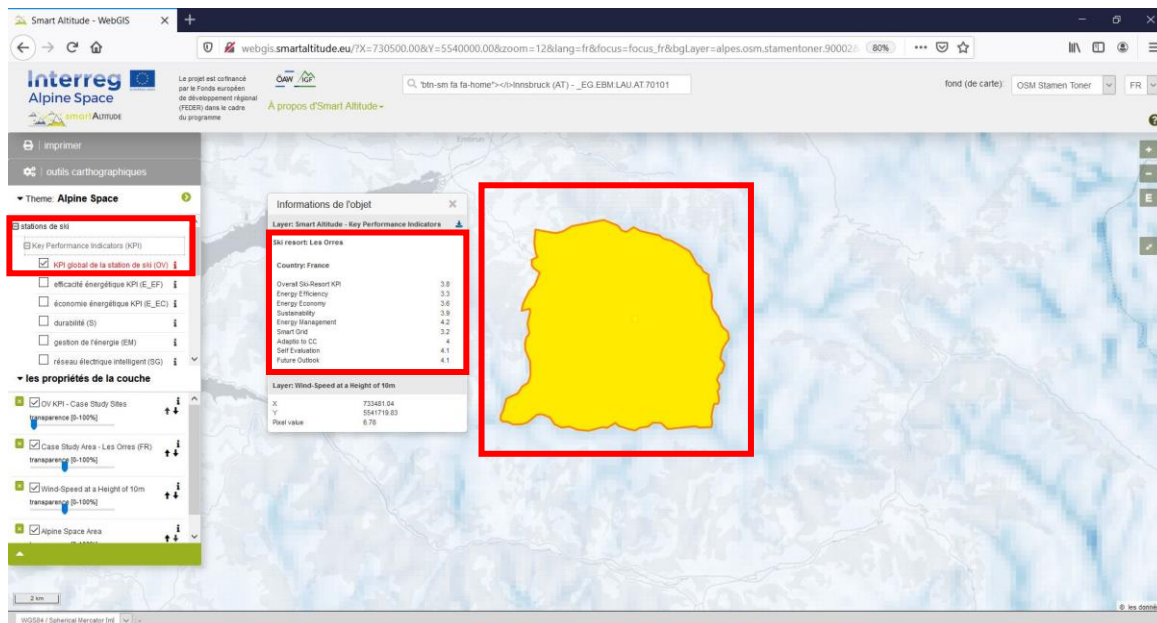 Smart Altitude - WebGIS
webgis.smartaltitude.eu/?X=730500.00&Y=5540000.00&zoom=12&lang=fr&focus=focus_fr&bgLayer=alpes.osm.stamentoner.90002
80%
Interreg
Alpine Space
smartAltitude
Le projet est cofinancé
par le Fonds européen
de développement régional
(FEDER) dans le cadre
du programme
ÖAW IGF
À propos d'Smart Altitude
"btn-sm fa fa-home"></i>Innsbruck (AT) - _EG.EBM:LAU.AT.70101
fond (de carte):
OSM Stamen Toner
FR
imprimer
outils carthographiques
Theme: Alpine Space
stations de ski
Key Performance Indicators (KPI)
KPI global de la station de ski (OV)
efficacité énergétique KPI (E_EF)
économie énergétique KPI (E_EC)
durabilité (S)
gestion de l'énergie (EM)
réseau électrique intelligent (SG)
les propriétés de la couche
OV KPI - Case Study Sites
transparence [0-100%]
Case Study Area - Les Orres (FR)
transparence [0-100%]
Wind-Speed at a Height of 10m
transparence [0-100%]
Alpine Space Area
Informations de l'objet
Layer: Smart Altitude - Key Performance Indicators
Ski resort: Les Orres
Country: France
Overall Ski-Resort KPI 3.8
Energy Efficiency 3.3
Energy Economy 3.6
Sustainability 3.9
Energy Management 4.2
Smart Grid 3.2
Adaptio to CC 4
Self Evaluation 4.1
Future Outlook 4.1
Layer: Wind-Speed at a Height of 10m
X 733481.04
Y 5541719.83
Pixel value 6.70
Embrun
E
2 km
© les donné
WGS84 / Spherical Mercator [m]